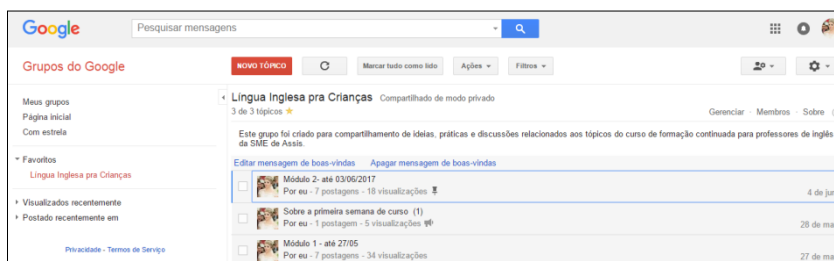 Google
Pesquisar mensagens
Grupos do Google
NOVO TÓPICO
C
Marcar tudo como lido
Ações
Filtros
Meus grupos
Página inicial
Com estrela
Favoritos
Língua Inglesa pra Crianças
Visualizados recentemente
Postado recentemente em
Privacidade - Termos de Serviço
Língua Inglesa pra Crianças Compartilhado de modo privado
3 de 3 tópicos
Gerenciar · Membros · Sobre
Este grupo foi criado para compartilhamento de ideias, práticas e discussões relacionados aos tópicos do curso de formação continuada para professores de inglês
da SME de Assis.
Editar mensagem de boas-vindas Apagar mensagem de boas-vindas
Módulo 2- até 03/06/2017
Por eu - 7 postagens - 18 visualizações
4 de ju
Sobre a primeira semana de curso (1)
Por eu - 1 postagem - 5 visualizações
28 de ma
Módulo 1 - até 27/05
Por eu - 7 postagens - 34 visualizações
27 de ma